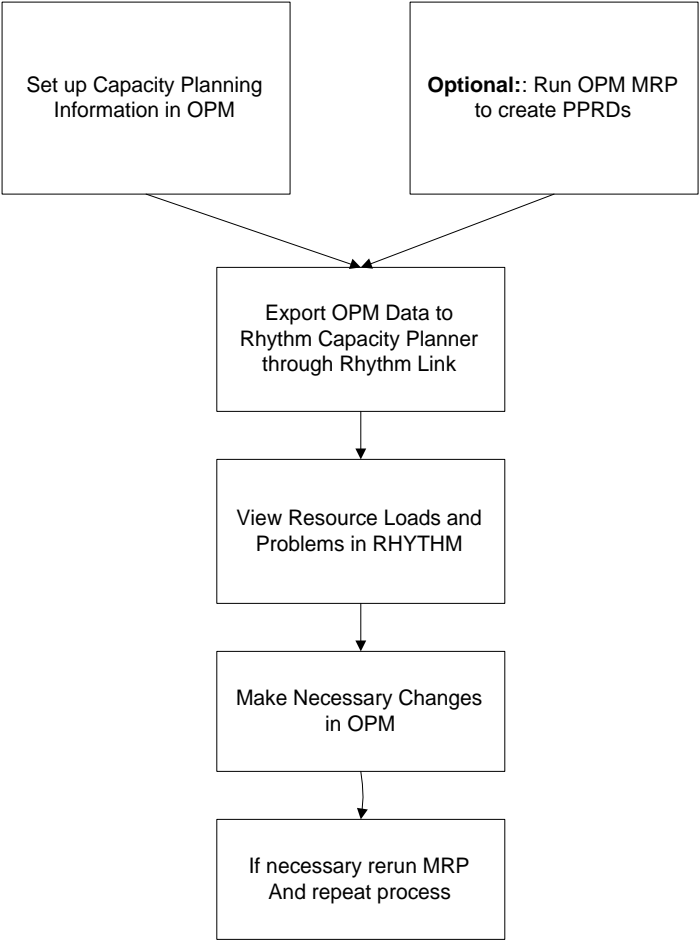 Set up Capacity Planning
Information in OPM
Optional:: Run OPM MRP
to create PPRDs
Export OPM Data to
Rhythm Capacity Planner
through Rhythm Link
View Resource Loads and
Problems in RHYTHM
Make Necessary Changes
in OPM
If necessary rerun MRP
And repeat process